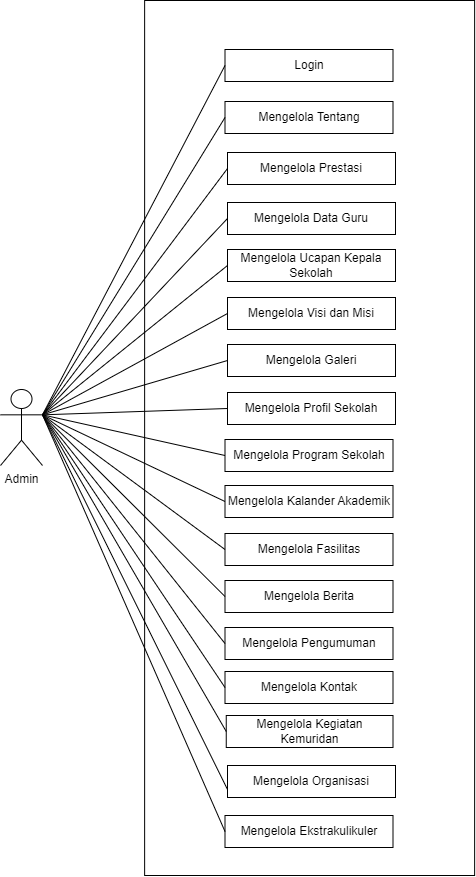 Login
Mengelola Tentang
Mengelola Prestasi
Mengelola Data Guru
Mengelola Ucapan Kepala
Sekolah
Mengelola Visi dan Misi
Mengelola Galeri
Mengelola Profil Sekolah
Mengelola Program Sekolah
Admin
Mengelola Kalander Akademik
Mengelola Fasilitas
Mengelola Berita
Mengelola Pengumuman
Mengelola Kontak
Mengelola Kegiatan
Kemuridan
Mengelola Organisasi
Mengelola Ekstrakulikuler